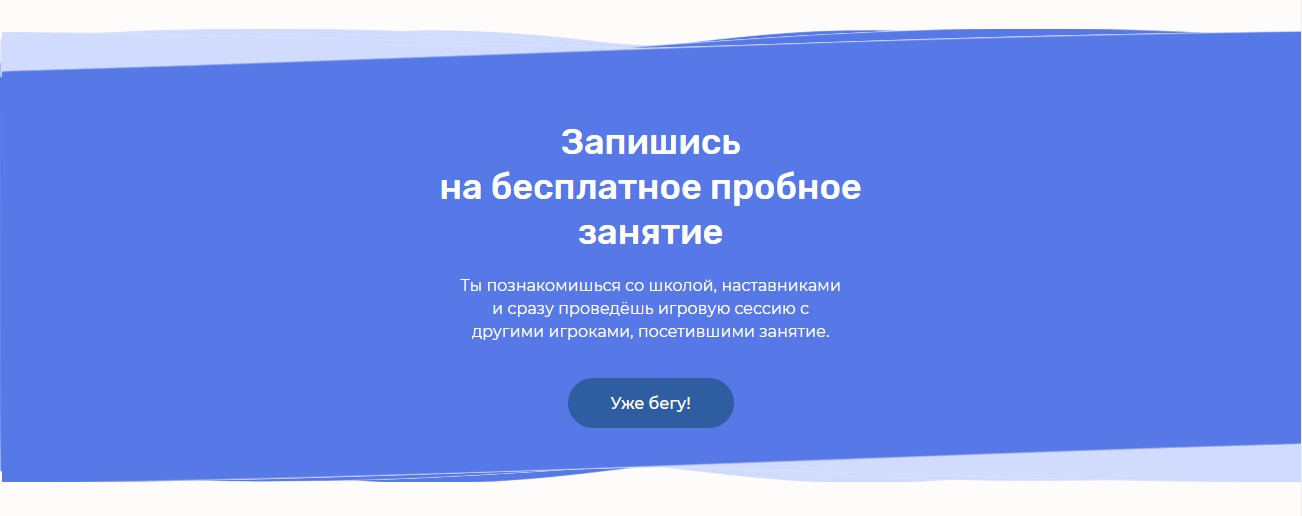 Запишись
на бесплатное пробное
занятие
Ты познакомишься со школой, наставниками
и сразу проведёшь игровую сессию с
другими игроками, посетившими занятие.
Уже бегу!